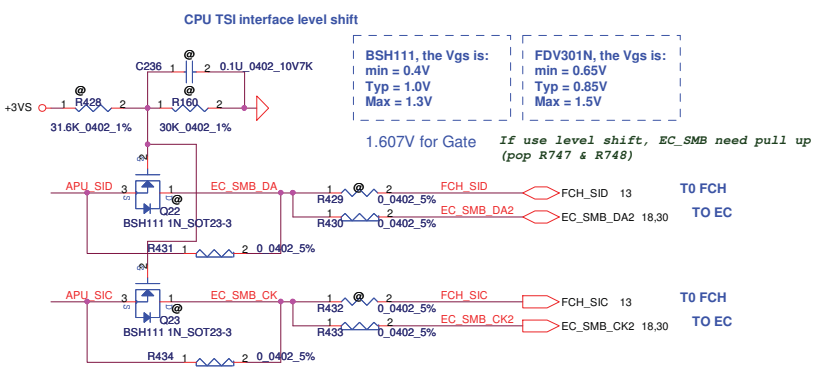 CPU TSI interface level shift
@
C236 1 2 0.1U_0402_10V7K
BSH111, the Vgs is:
min = 0.4V
Typ = 1.0V
Max = 1.3V
FDV301N, the Vgs is:
min = 0.65V
Typ = 0.85V
Max = 1.5V
@ @
+3VS 1 R428 2 1 R160 2
31.6K_0402_1% 30K_0402_1%
1.607V for Gate
If use level shift, EC_SMB need pull up
(pop R747 & R748)
2
G
APU_SID 3 1 EC_SMB_DA 1 @ 2 FCH_SID FCH_SID 13 T0 FCH
S D @
Q22 R429 0_0402_5%
BSH111 1N_SOT23-3
1 2 EC_SMB_DA2 EC_SMB_DA2 18,30 TO EC
R430 0_0402_5%
R431 1 2 0_0402_5%
2
G
APU_SIC 3 1 EC_SMB_CK 1 @ 2 FCH_SIC FCH_SIC 13 T0 FCH
S D @
Q23 R432 0_0402_5%
BSH111 1N_SOT23-3
1 2 EC_SMB_CK2 EC_SMB_CK2 18,30 TO EC
R433 0_0402_5%
R434 1 2 0_0402_5%